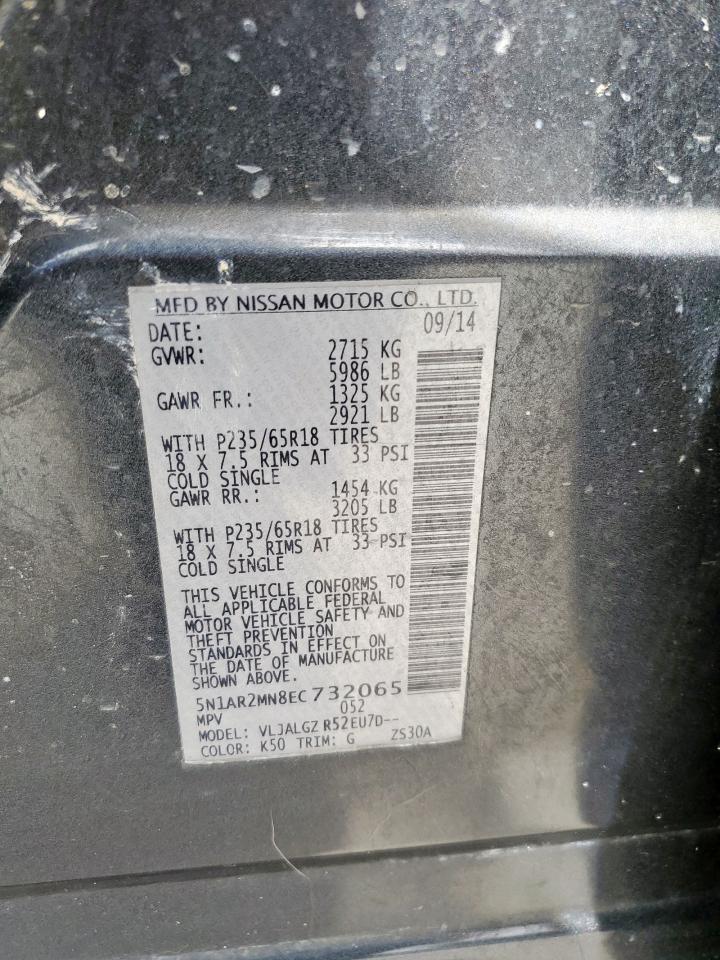 MFD BY NISSAN MOTOR CO., LTD.
DATE: 09/14
GVWR: 2715 KG
5986 LB
GAWR FR.: 1325 KG
2921 LB
WITH P235/65R18 TIRES
18 X 7.5 RIMS AT 33 PSI
COLD SINGLE
GAWR RR.: 1454 KG
3205 LB
WITH P235/65R18 TIRES
18 X 7.5 RIMS AT 33 PSI
COLD SINGLE
THIS VEHICLE CONFORMS TO
ALL APPLICABLE FEDERAL
MOTOR VEHICLE SAFETY AND
THEFT PREVENTION
STANDARDS IN EFFECT ON
THE DATE OF MANUFACTURE
SHOWN ABOVE.
5N1AR2MN8EC732065
MPV 052
MODEL: VLJALGZ R52EU7D--
COLOR: K50 TRIM: G ZS30A